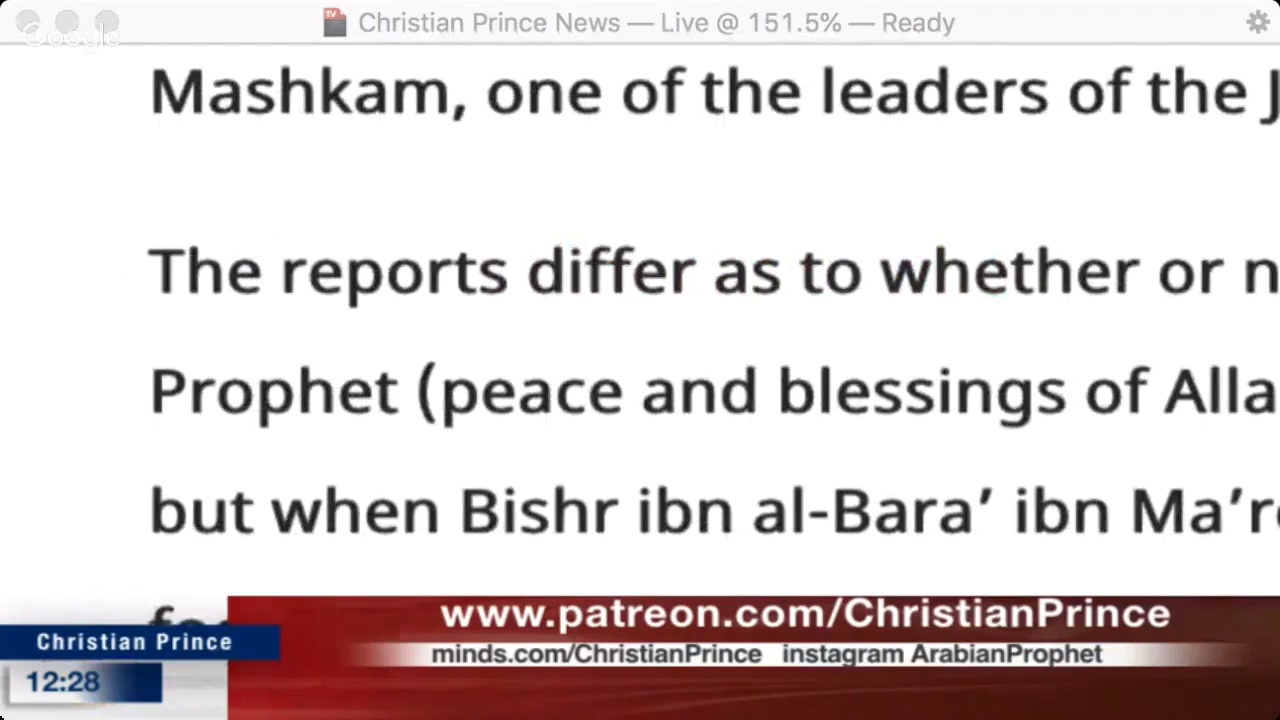 Christian Prince News — Live @ 151.5% — Ready
Google
Mashkam, one of the leaders of the J
The reports differ as to whether or n
Prophet (peace and blessings of Alla
but when Bishr ibn al-Bara’ ibn Ma’r
www.patreon.com/ChristianPrince
Christian Prince
minds.com/ChristianPrince instagram ArabianProphet
12:28